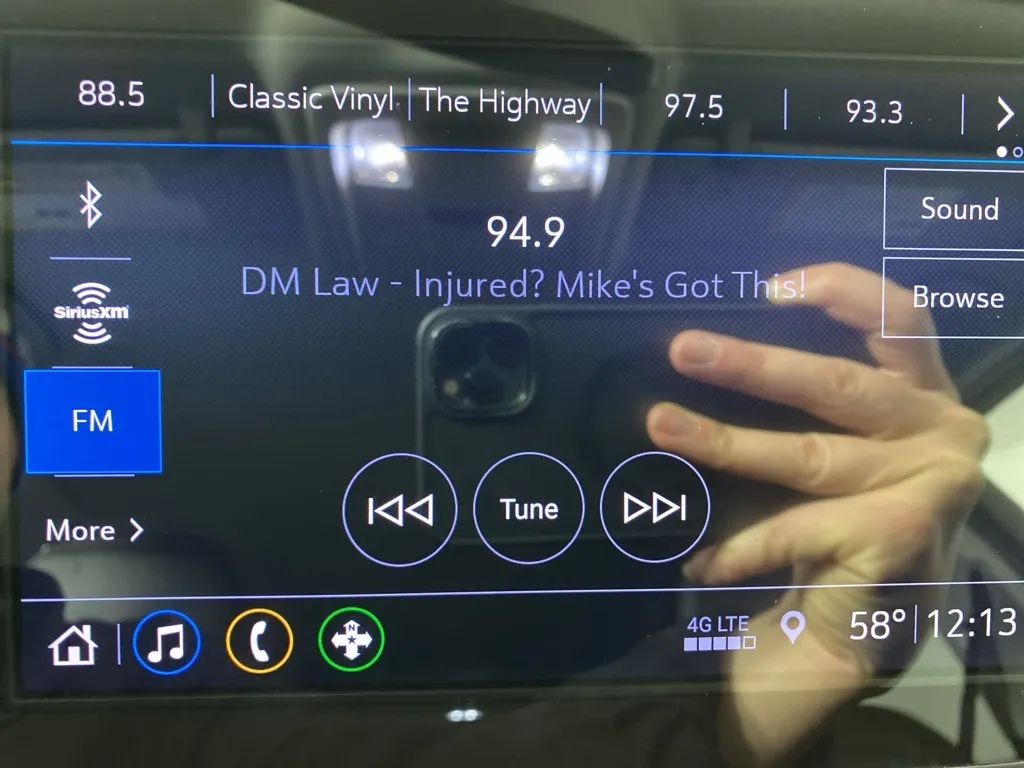 88.5 Classic Vinyl The Highway 97.5 93.3
Sound
94.9
DM Law - Injured? Mike's Got This!
SiriusXM
Browse
FM
Tune
More
N
4G LTE
58° 12:13